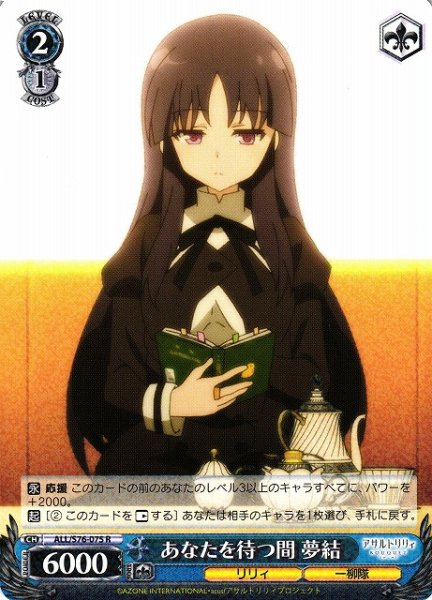 LEVEL
2
1
COST
永 応援 このカードの前のあなたのレベル3以上のキャラすべてに、パワーを
+2000。
起 [② このカードをする] あなたは相手のキャラを1枚選び、手札に戻す。
CH
ALL/S76-075 R
あなたを待つ間 夢結
アサルトリリィ
BOUQUET
POWER
6000
リリィ
一柳隊
©AZONE INTERNATIONAL・acus/アサルトリリィプロジェクト